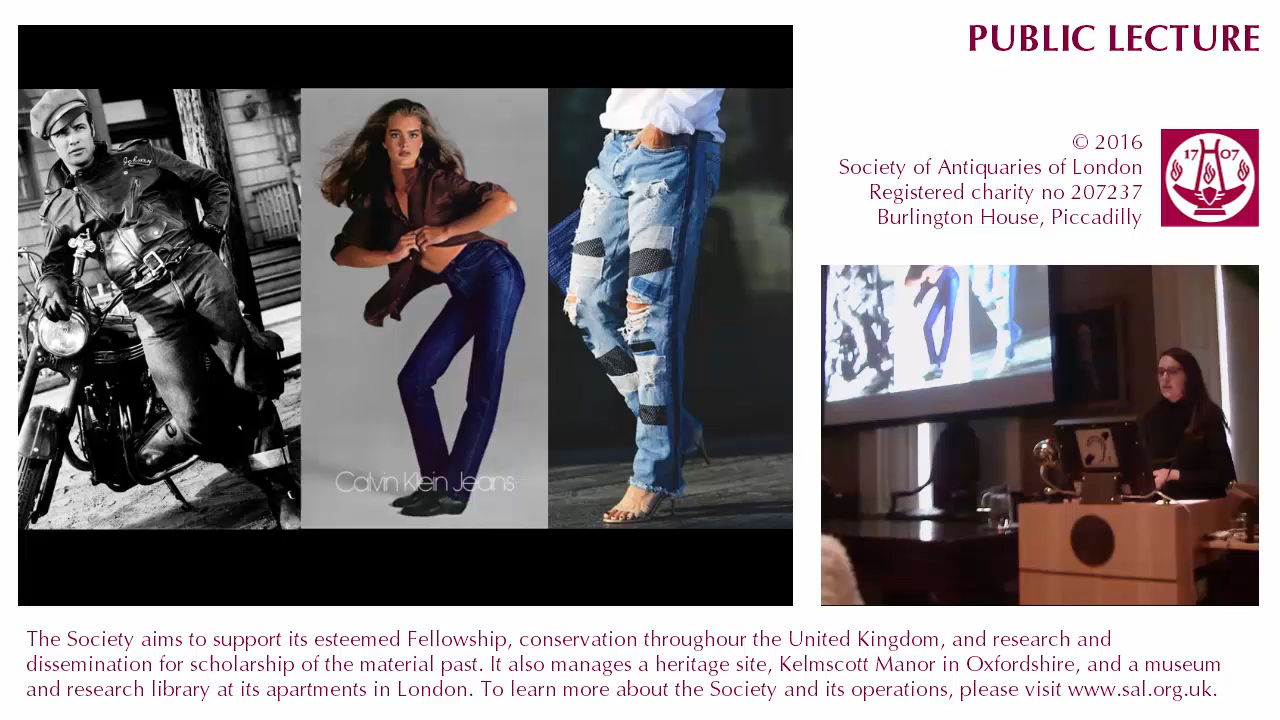 PUBLIC LECTURE
© 2016
Society of Antiquaries of London
Registered charity no 207237
Burlington House, Piccadilly
17 07
Johnny
Calvin Klein Jeans
The Society aims to support its esteemed Fellowship, conservation throughour the United Kingdom, and research and
dissemination for scholarship of the material past. It also manages a heritage site, Kelmscott Manor in Oxfordshire, and a museum
and research library at its apartments in London. To learn more about the Society and its operations, please visit www.sal.org.uk.